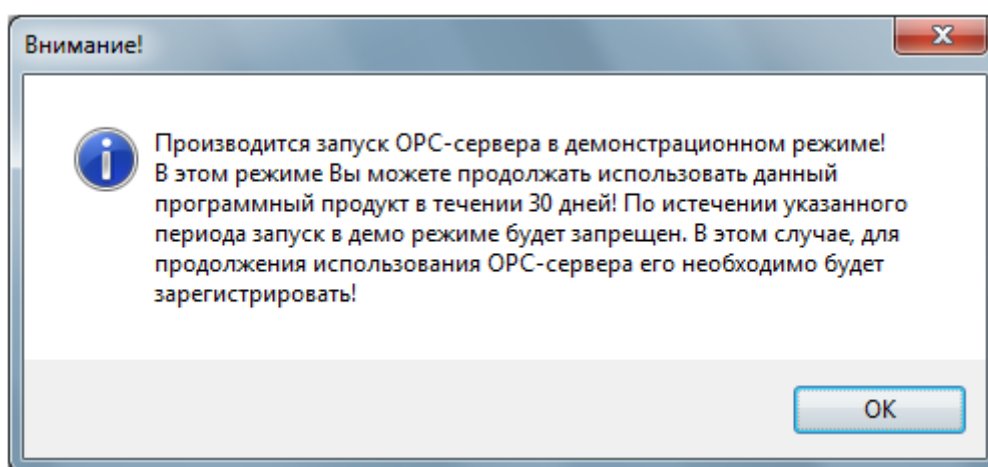 Внимание!
Производится запуск ОРС-сервера в демонстрационном режиме!
В этом режиме Вы можете продолжать использовать данный
программный продукт в течении 30 дней! По истечении указанного
периода запуск в демо режиме будет запрещен. В этом случае, для
продолжения использования ОРС-сервера его необходимо будет
зарегистрировать!
OK